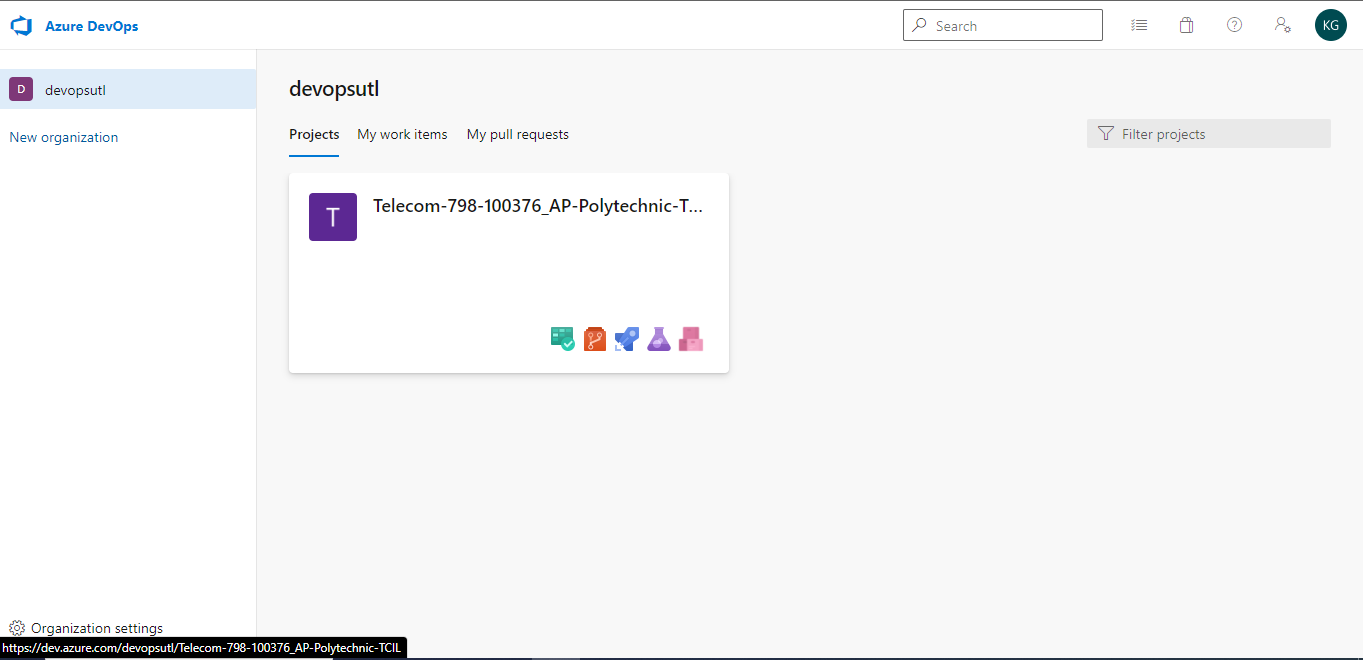 Azure DevOps
Search
KG
D devopsutl
New organization
devopsutl
Projects My work items My pull requests
Filter projects
T
Telecom-798-100376_AP-Polytechnic-T...
Organization settings
https://dev.azure.com/devopsutl/Telecom-798-100376_AP-Polytechnic-TCIL